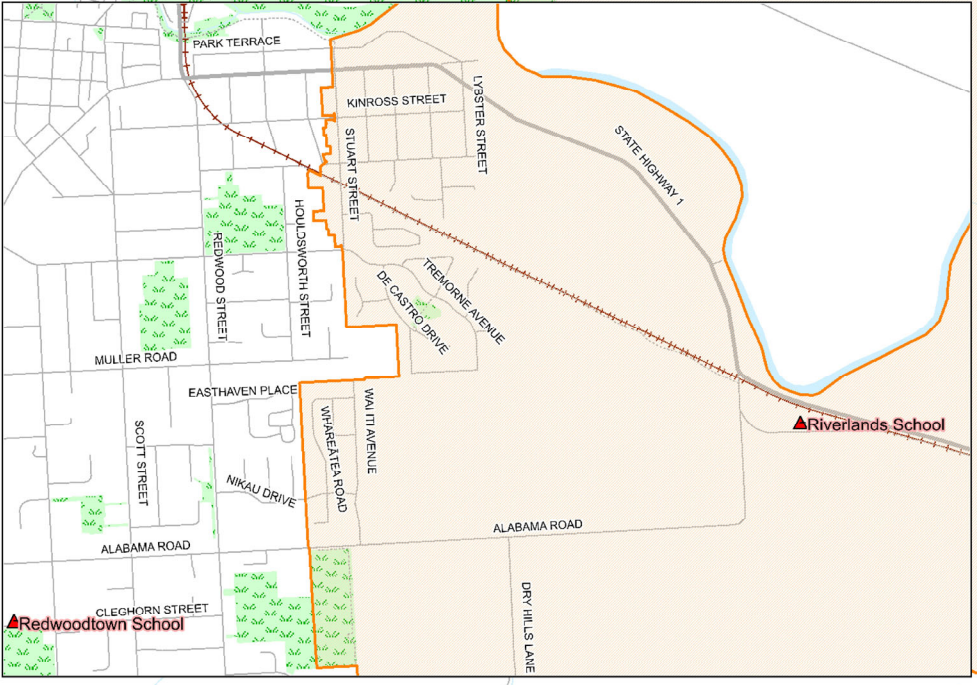 PARK TERRACE
KINROSS STREET
LYBSTER STREET
STUART STREET
STATE HIGHWAY 1
HOULDSWORTH STREET
REDWOOD STREET
TREMORNE AVENUE
DE CASTRO DRIVE
MULLER ROAD
EASTHAVEN PLACE
WAI ITI AVENUE
WHAREATEA ROAD
Riverlands School
SCOTT STREET
NIKAU DRIVE
ALABAMA ROAD
ALABAMA ROAD
CLEGHORN STREET
Redwoodtown School
DRY HILLS LANE